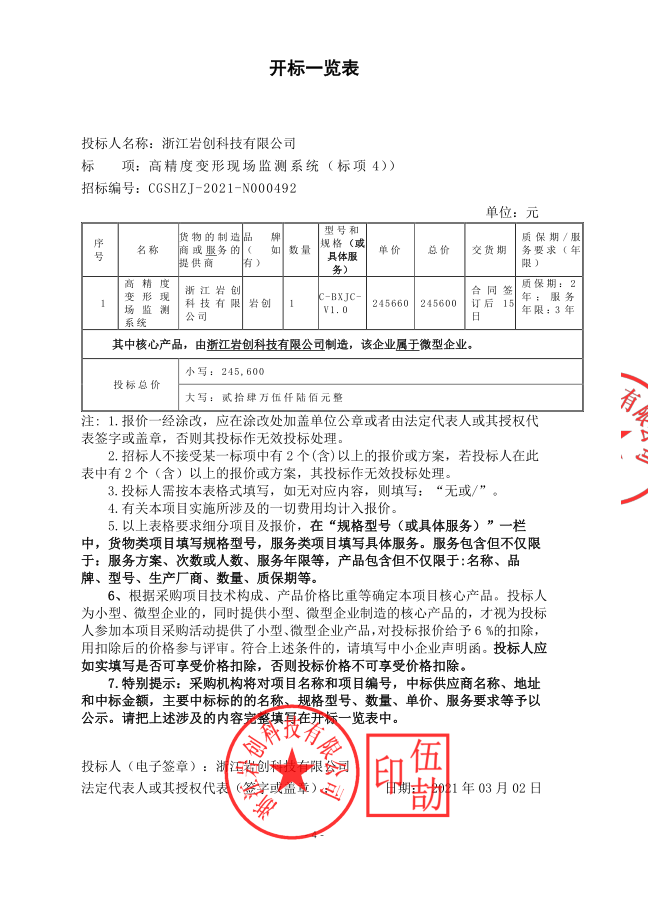 开标一览表
投标人名称：浙江岩创科技有限公司
标　　项：高精度变形现场监测系统（标项 4））
招标编号：CGSHZJ-2021-N000492
单位：元
序号 名称 货物的制造商或服务的提供商 品牌（如有） 数量 型号和规格（或具体服务） 单价 总价 交货期 质保期/服务要求（年限）
1 高精度变形现场监测系统 浙江岩创科技有限公司 岩创 1 C-BXJC-V1.0 245660 245600 合同签订后 15日 质保期：2年；服务年限：3 年
其中核心产品，由浙江岩创科技有限公司制造，该企业属于微型企业。
投标总价 小写：245,600
大写：贰拾肆万伍仟陆佰元整
注：1.报价一经涂改，应在涂改处加盖单位公章或者由法定代表人或其授权代
表签字或盖章，否则其投标作无效投标处理。
2.招标人不接受某一标项中有 2 个(含)以上的报价或方案，若投标人在此
表中有 2 个（含）以上的报价或方案，其投标作无效投标处理。
3.投标人需按本表格式填写，如无对应内容，则填写：“无或/”。
4.有关本项目实施所涉及的一切费用均计入报价。
5.以上表格要求细分项目及报价，在“规格型号（或具体服务）”一栏
中，货物类项目填写规格型号，服务类项目填写具体服务。服务包含但不仅限
于：服务方案、次数或人数、服务年限等，产品包含但不仅限于：名称、品
牌、型号、生产厂商、数量、质保期等。
6、根据采购项目技术构成、产品价格比重等确定本项目核心产品。投标人
为小型、微型企业的，同时提供小型、微型企业制造的核心产品的，才视为投标
人参加本项目采购活动提供了小型、微型企业产品，对投标报价给予 6 %的扣除，
用扣除后的价格参与评审。符合上述条件的，请填写中小企业声明函。投标人应
如实填写是否可享受价格扣除，否则投标价格不可享受价格扣除。
7.特别提示：采购机构将对项目名称和项目编号，中标供应商名称、地址
和中标金额，主要中标标的的名称、规格型号、数量、单价、服务要求等予以
公示。请把上述涉及的内容完整填写在开标一览表中。
投标人（电子签章）：浙江岩创科技有限公司
法定代表人或其授权代表（签字或盖章）： 日期： 2021 年 03 月 02 日
浙江岩创科技有限公司
伍劼印
- 4 -
有限公司